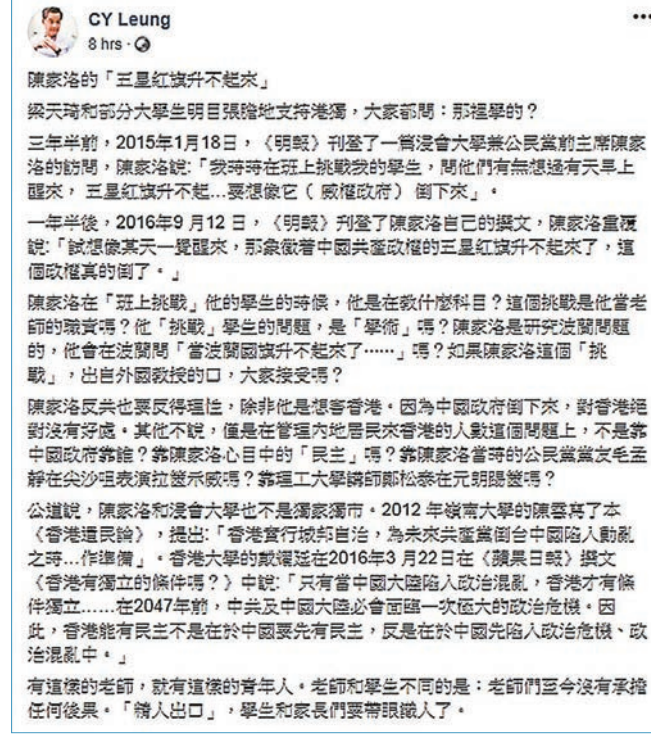 CY Leung
8 hrs ·
陳家洛的「五星紅旗升不起來」
梁天琦和部分大學生明目張膽地支持港獨，大家都問：那裡學的？
三年半前，2015年1月18日，《明報》刊登了一篇浸會大學兼公民黨前主席陳家
洛的訪問，陳家洛說:「我時時在班上挑戰我的學生，問他們有無想過有天早上
醒來， 五星紅旗升不起...要想像它（ 威權政府） 倒下來」。
一年半後，2016年9月12日，《明報》刊登了陳家洛自己的撰文，陳家洛重覆
說:「試想像某天一覺醒來，那象徵着中國共產政權的五星紅旗升不起來了，這
個政權真的倒了。」
陳家洛在「班上挑戰」他的學生的時候，他是在教什麼科目？這個挑戰是他當老
師的職責嗎？他「挑戰」學生的問題，是「學術」嗎？陳家洛是研究波蘭問題
的，他會在波蘭問「當波蘭國旗升不起來了……」嗎？如果陳家洛這個「挑
戰」，出自外國教授的口，大家接受嗎？
陳家洛反共也要反得理性，除非他是想害香港。因為中國政府倒下來，對香港絕
對沒有好處。其他不說，僅是在管理內地居民來香港的人數這個問題上，不是靠
中國政府靠誰？靠陳家洛心目中的「民主」嗎？靠陳家洛當時的公民黨黨友毛孟
靜在尖沙咀表演拉篋示威嗎？靠理工大學講師鄭松泰在元朗踢篋嗎？
公道說，陳家洛和浸會大學也不是獨家獨市。2012 年嶺南大學的陳雲寫了本
《香港遺民論》，提出:「香港實行城邦自治，為未來共產黨倒台中國陷入動亂
之時...作準備」。香港大學的戴耀廷在2016年3月22日在《蘋果日報》撰文
《香港有獨立的條件嗎？》中說:「只有當中國大陸陷入政治混亂，香港才有條
件獨立……在2047年前，中共及中國大陸必會面臨一次極大的政治危機。因
此，香港能有民主不是在於中國要先有民主，反是在於中國先陷入政治危機、政
治混亂中。」
有這樣的老師，就有這樣的青年人。老師和學生不同的是：老師們至今沒有承擔
任何後果。「精人出口」，學生和家長們要帶眼識人了。